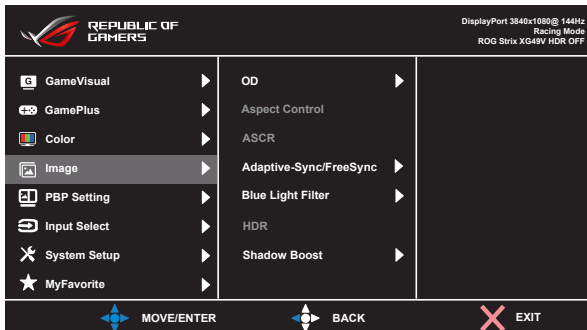 REPUBLIC OF
GAMERS
DisplayPort 3840x1080@ 144Hz
Racing Mode
ROG Strix XG49V HDR OFF
G GameVisual
GamePlus
Color
Image
PBP Setting
Input Select
System Setup
MyFavorite
OD
Aspect Control
ASCR
Adaptive-Sync/FreeSync
Blue Light Filter
HDR
Shadow Boost
MOVE/ENTER
BACK
EXIT